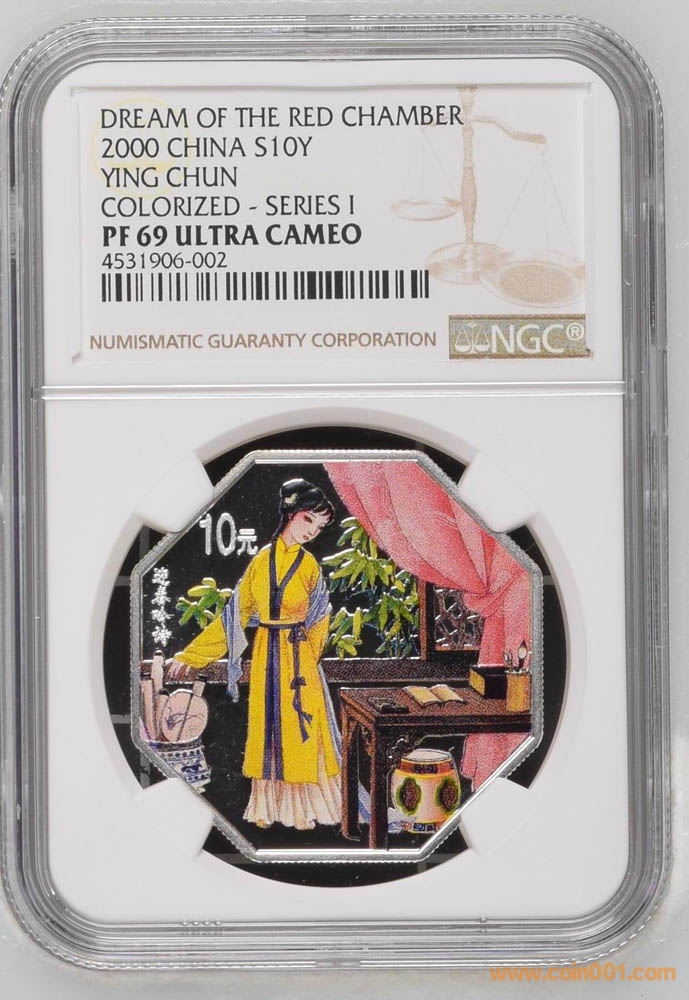 DREAM OF THE RED CHAMBER
2000 CHINA S10Y
YING CHUN
COLORIZED - SERIES I
PF 69 ULTRA CAMEO
4531906-002
NUMISMATIC GUARANTY CORPORATION
NGC®
10元
迎春吟诗
www.coin001.com